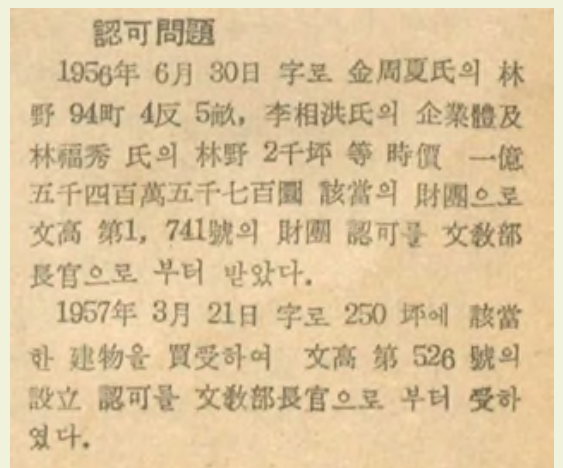 認可問題
1956年 6月 30日 字로 金周夏氏의 林
野 94町 4反 5畝, 李相洪氏의 企業體及
林福秀 氏의 林野 2千坪 等 時價 一億
五千四百萬五千七百圜 該當의 財團으로
文高 第1, 741號의 財團 認可를 文敎部
長官으로 부터 받았다.
1957年 3月 21日 字로 250 坪에 該當
한 建物을 買受하여 文高 第 526 號의
設立 認可를 文敎部長官으로 부터 受하
였다.